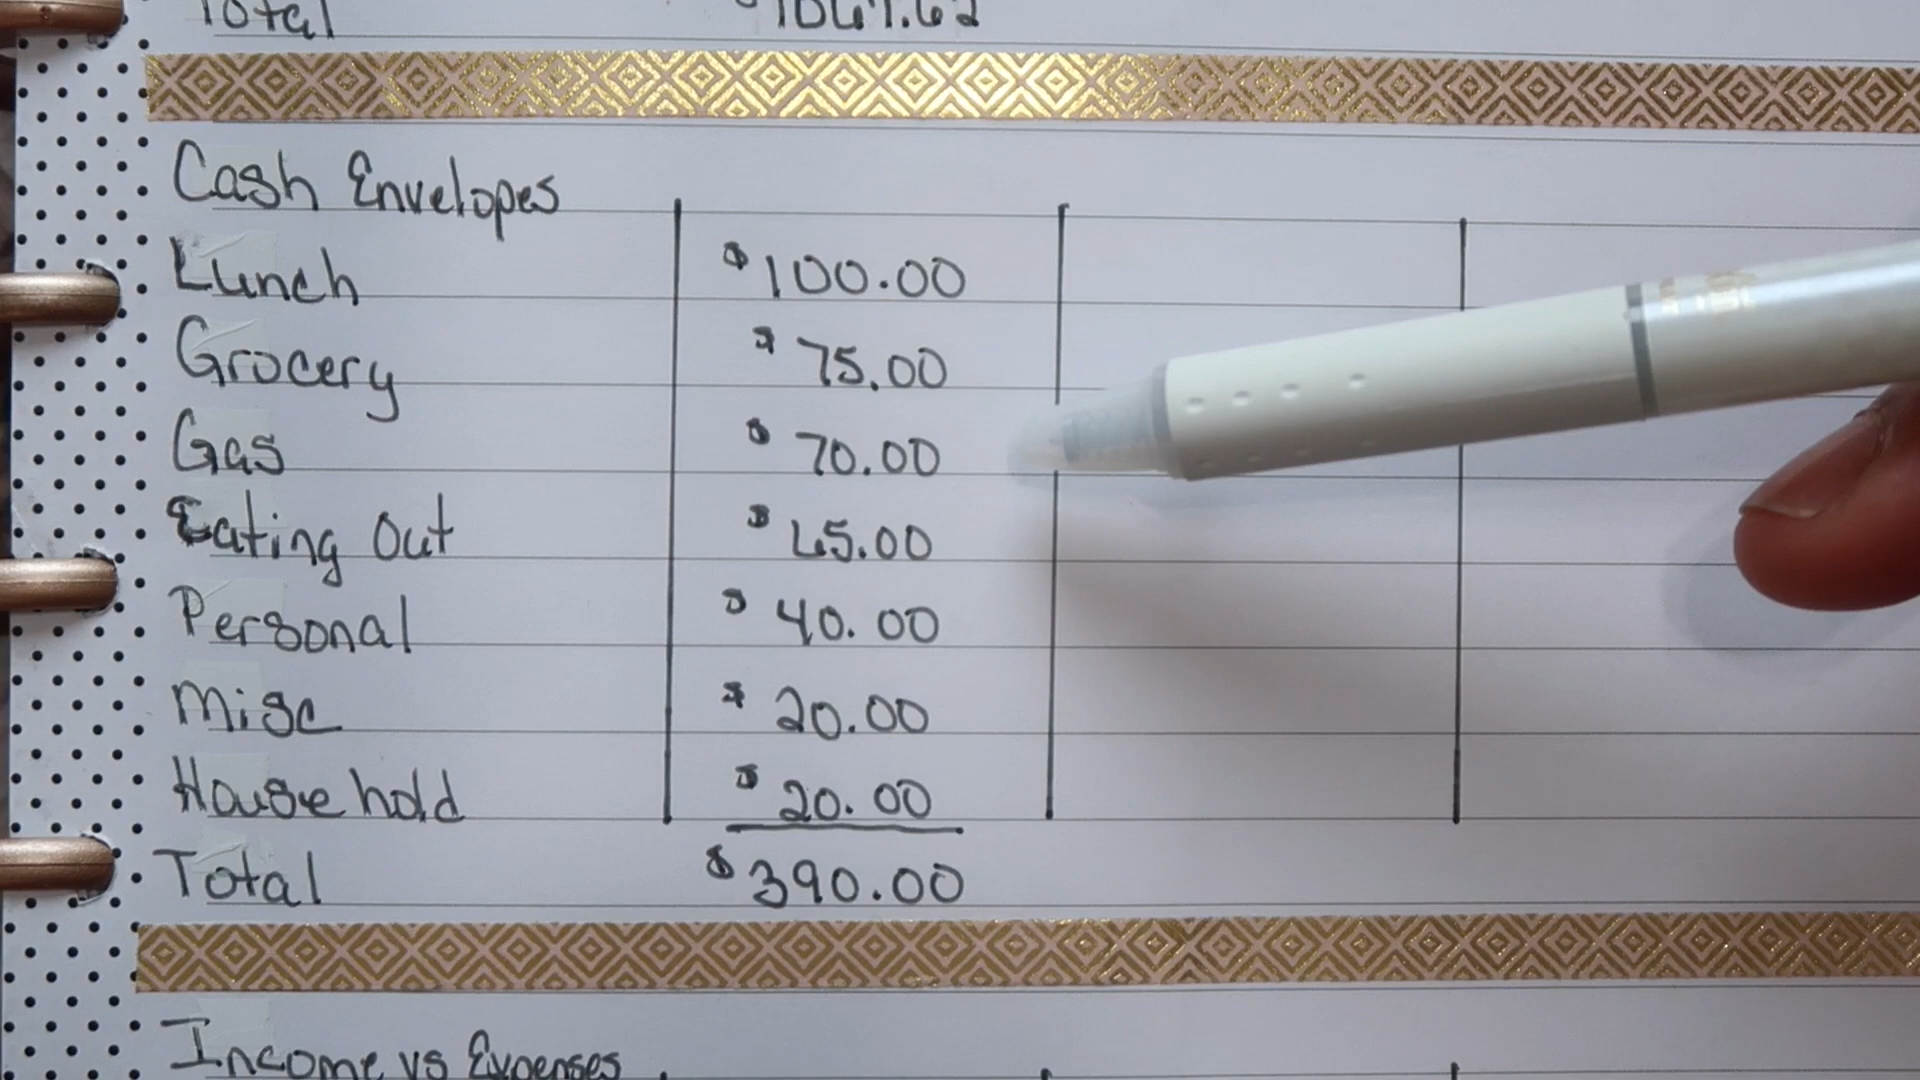 Total
Cash Envelopes
Lunch $100.00
Grocery $75.00
Gas $70.00
Eating Out $65.00
Personal $40.00
Misc $20.00
Household $20.00
Total $390.00
Income vs Expenses